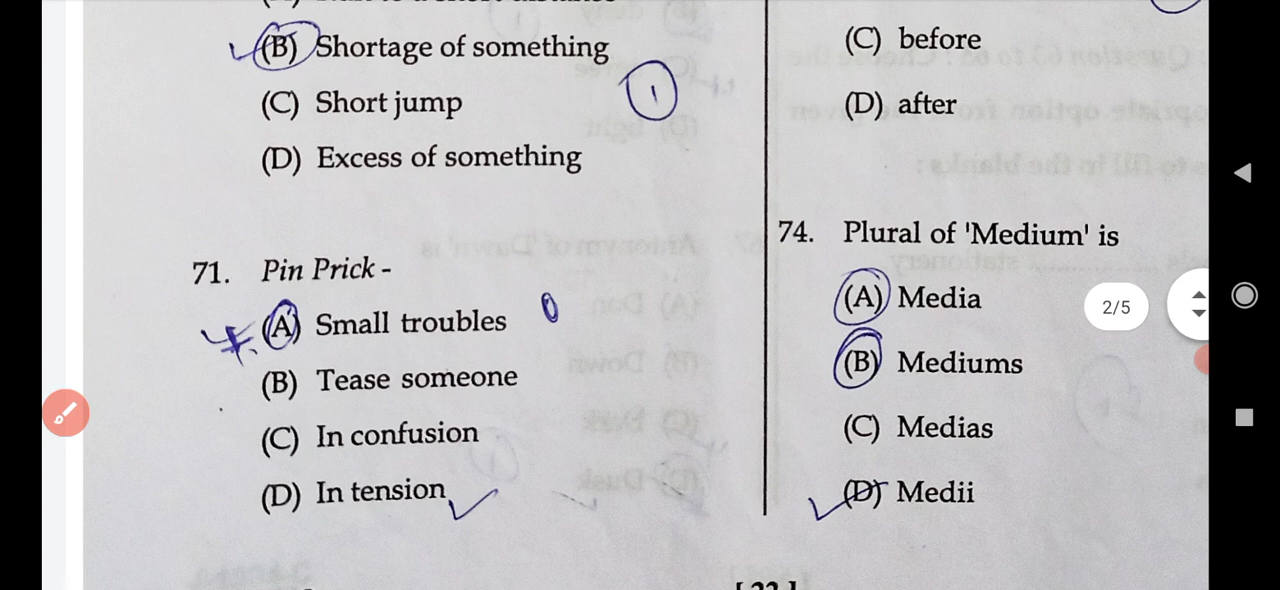 (B) Shortage of something
(C) Short jump
(D) Excess of something
71. Pin Prick -
(A) Small troubles
(B) Tease someone
(C) In confusion
(D) In tension
(C) before
(D) after
74. Plural of 'Medium' is
(A) Media
(B) Mediums
(C) Medias
(D) Medii
2/5